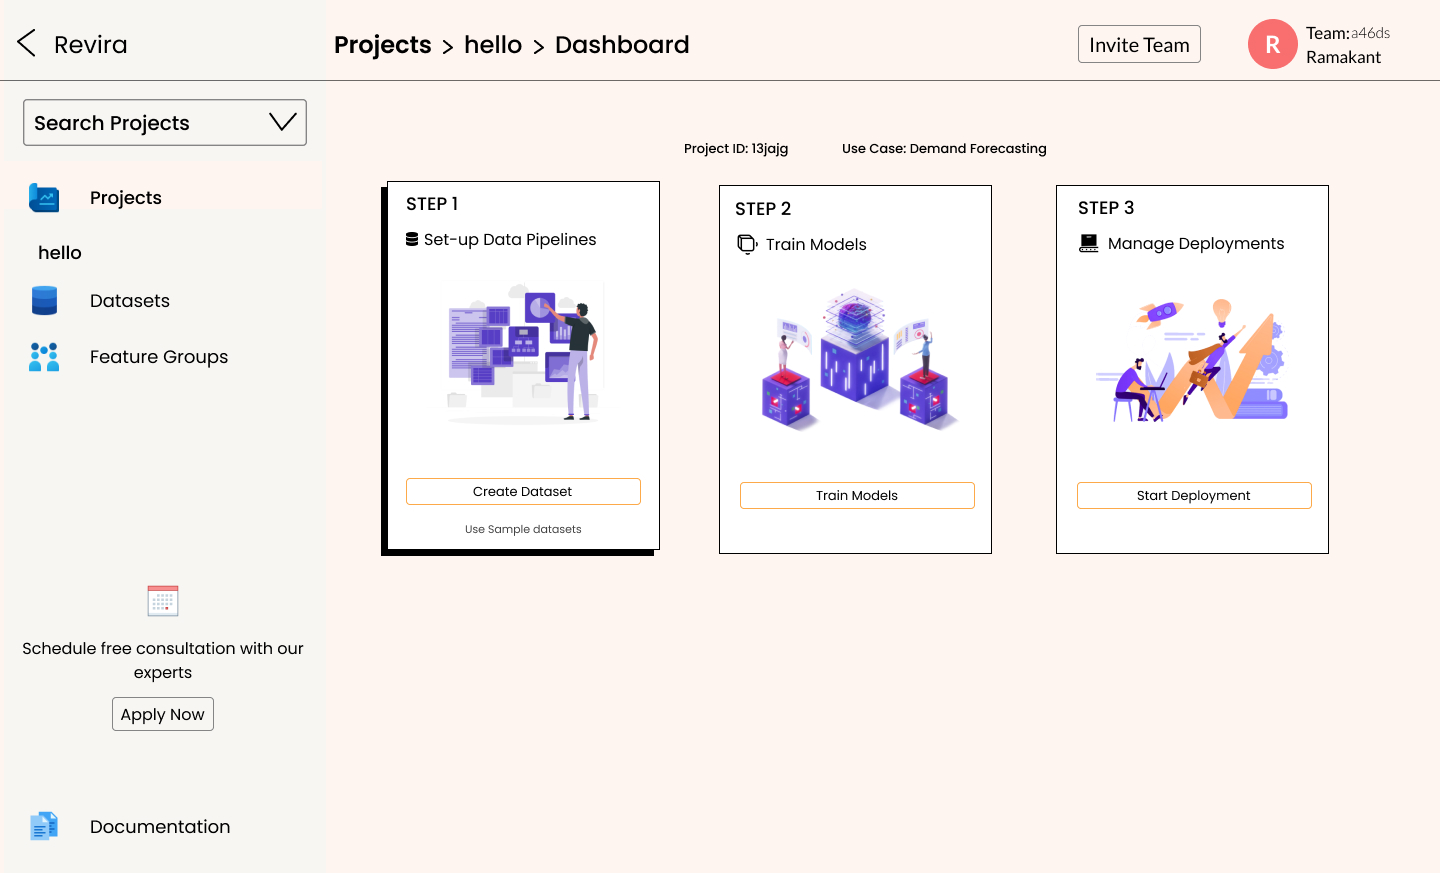 Revira
Projects > hello > Dashboard
Invite Team
R
Team:a46ds
Ramakant
Search Projects
Projects
hello
Datasets
Feature Groups
Schedule free consultation with our
experts
Apply Now
Documentation
Project ID: 13jajg
Use Case: Demand Forecasting
STEP 1
Set-up Data Pipelines
Create Dataset
Use Sample datasets
STEP 2
Train Models
Train Models
STEP 3
Manage Deployments
Start Deployment